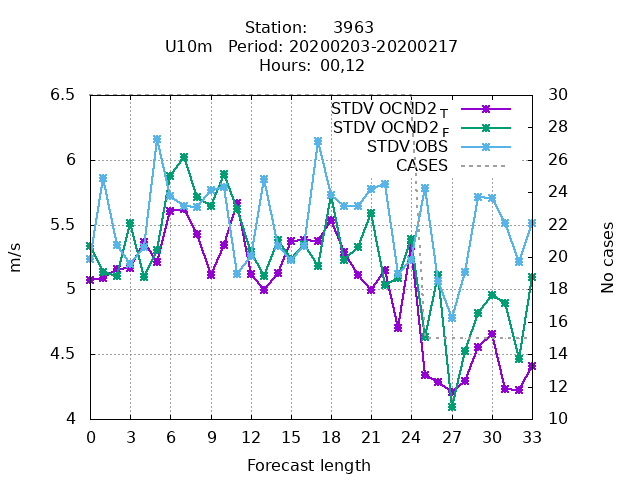 Station: 3963
U10m Period: 20200203-20200217
Hours: 00,12
6.5
6
5.5
5
4.5
4
m/s
30
28
26
24
22
20
18
16
14
12
10
No cases
STDV OCND2 T
STDV OCND2 F
STDV OBS
CASES
0 3 6 9 12 15 18 21 24 27 30 33
Forecast length